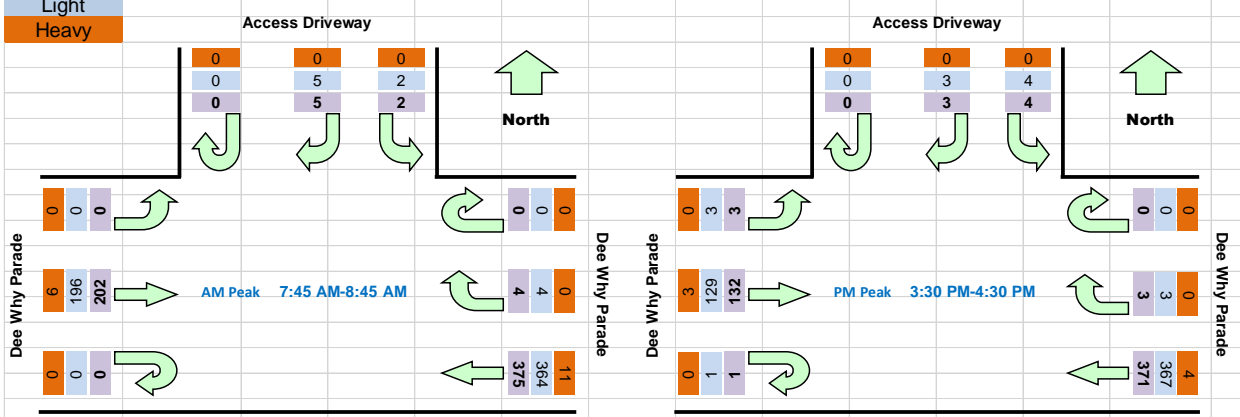 Light
Heavy
Access Driveway
0 0 0
0 5 2
0 5 2
North
0 0 0
0 0 0
Dee Why Parade
6 196 202
AM Peak 7:45 AM-8:45 AM
4 4 0
Dee Why Parade
0 0 0
375 364 11
Access Driveway
0 0 0
0 3 4
0 3 4
North
0 3 3
0 0 0
Dee Why Parade
3 129 132
PM Peak 3:30 PM-4:30 PM
3 3 0
Dee Why Parade
0 1 1
371 367 4